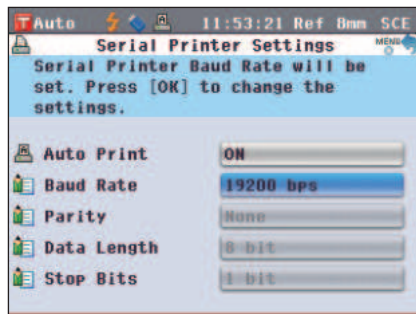 TAuto 11:53:21 Ref 8mm SCE
Serial Printer Settings MENU
Serial Printer Baud Rate will be
set. Press [OK] to change the
settings.
Auto Print ON
Baud Rate 19200 bps
Parity None
Data Length 8 bit
Stop Bits 1 bit